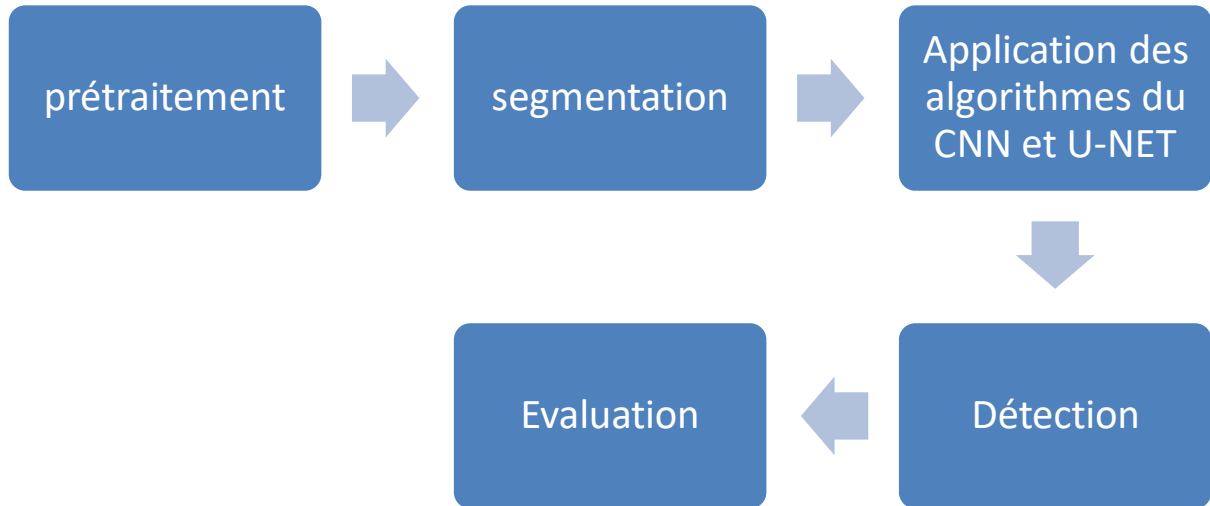 prétraitement
segmentation
Application des
algorithmes du
CNN et U-NET
Détection
Evaluation